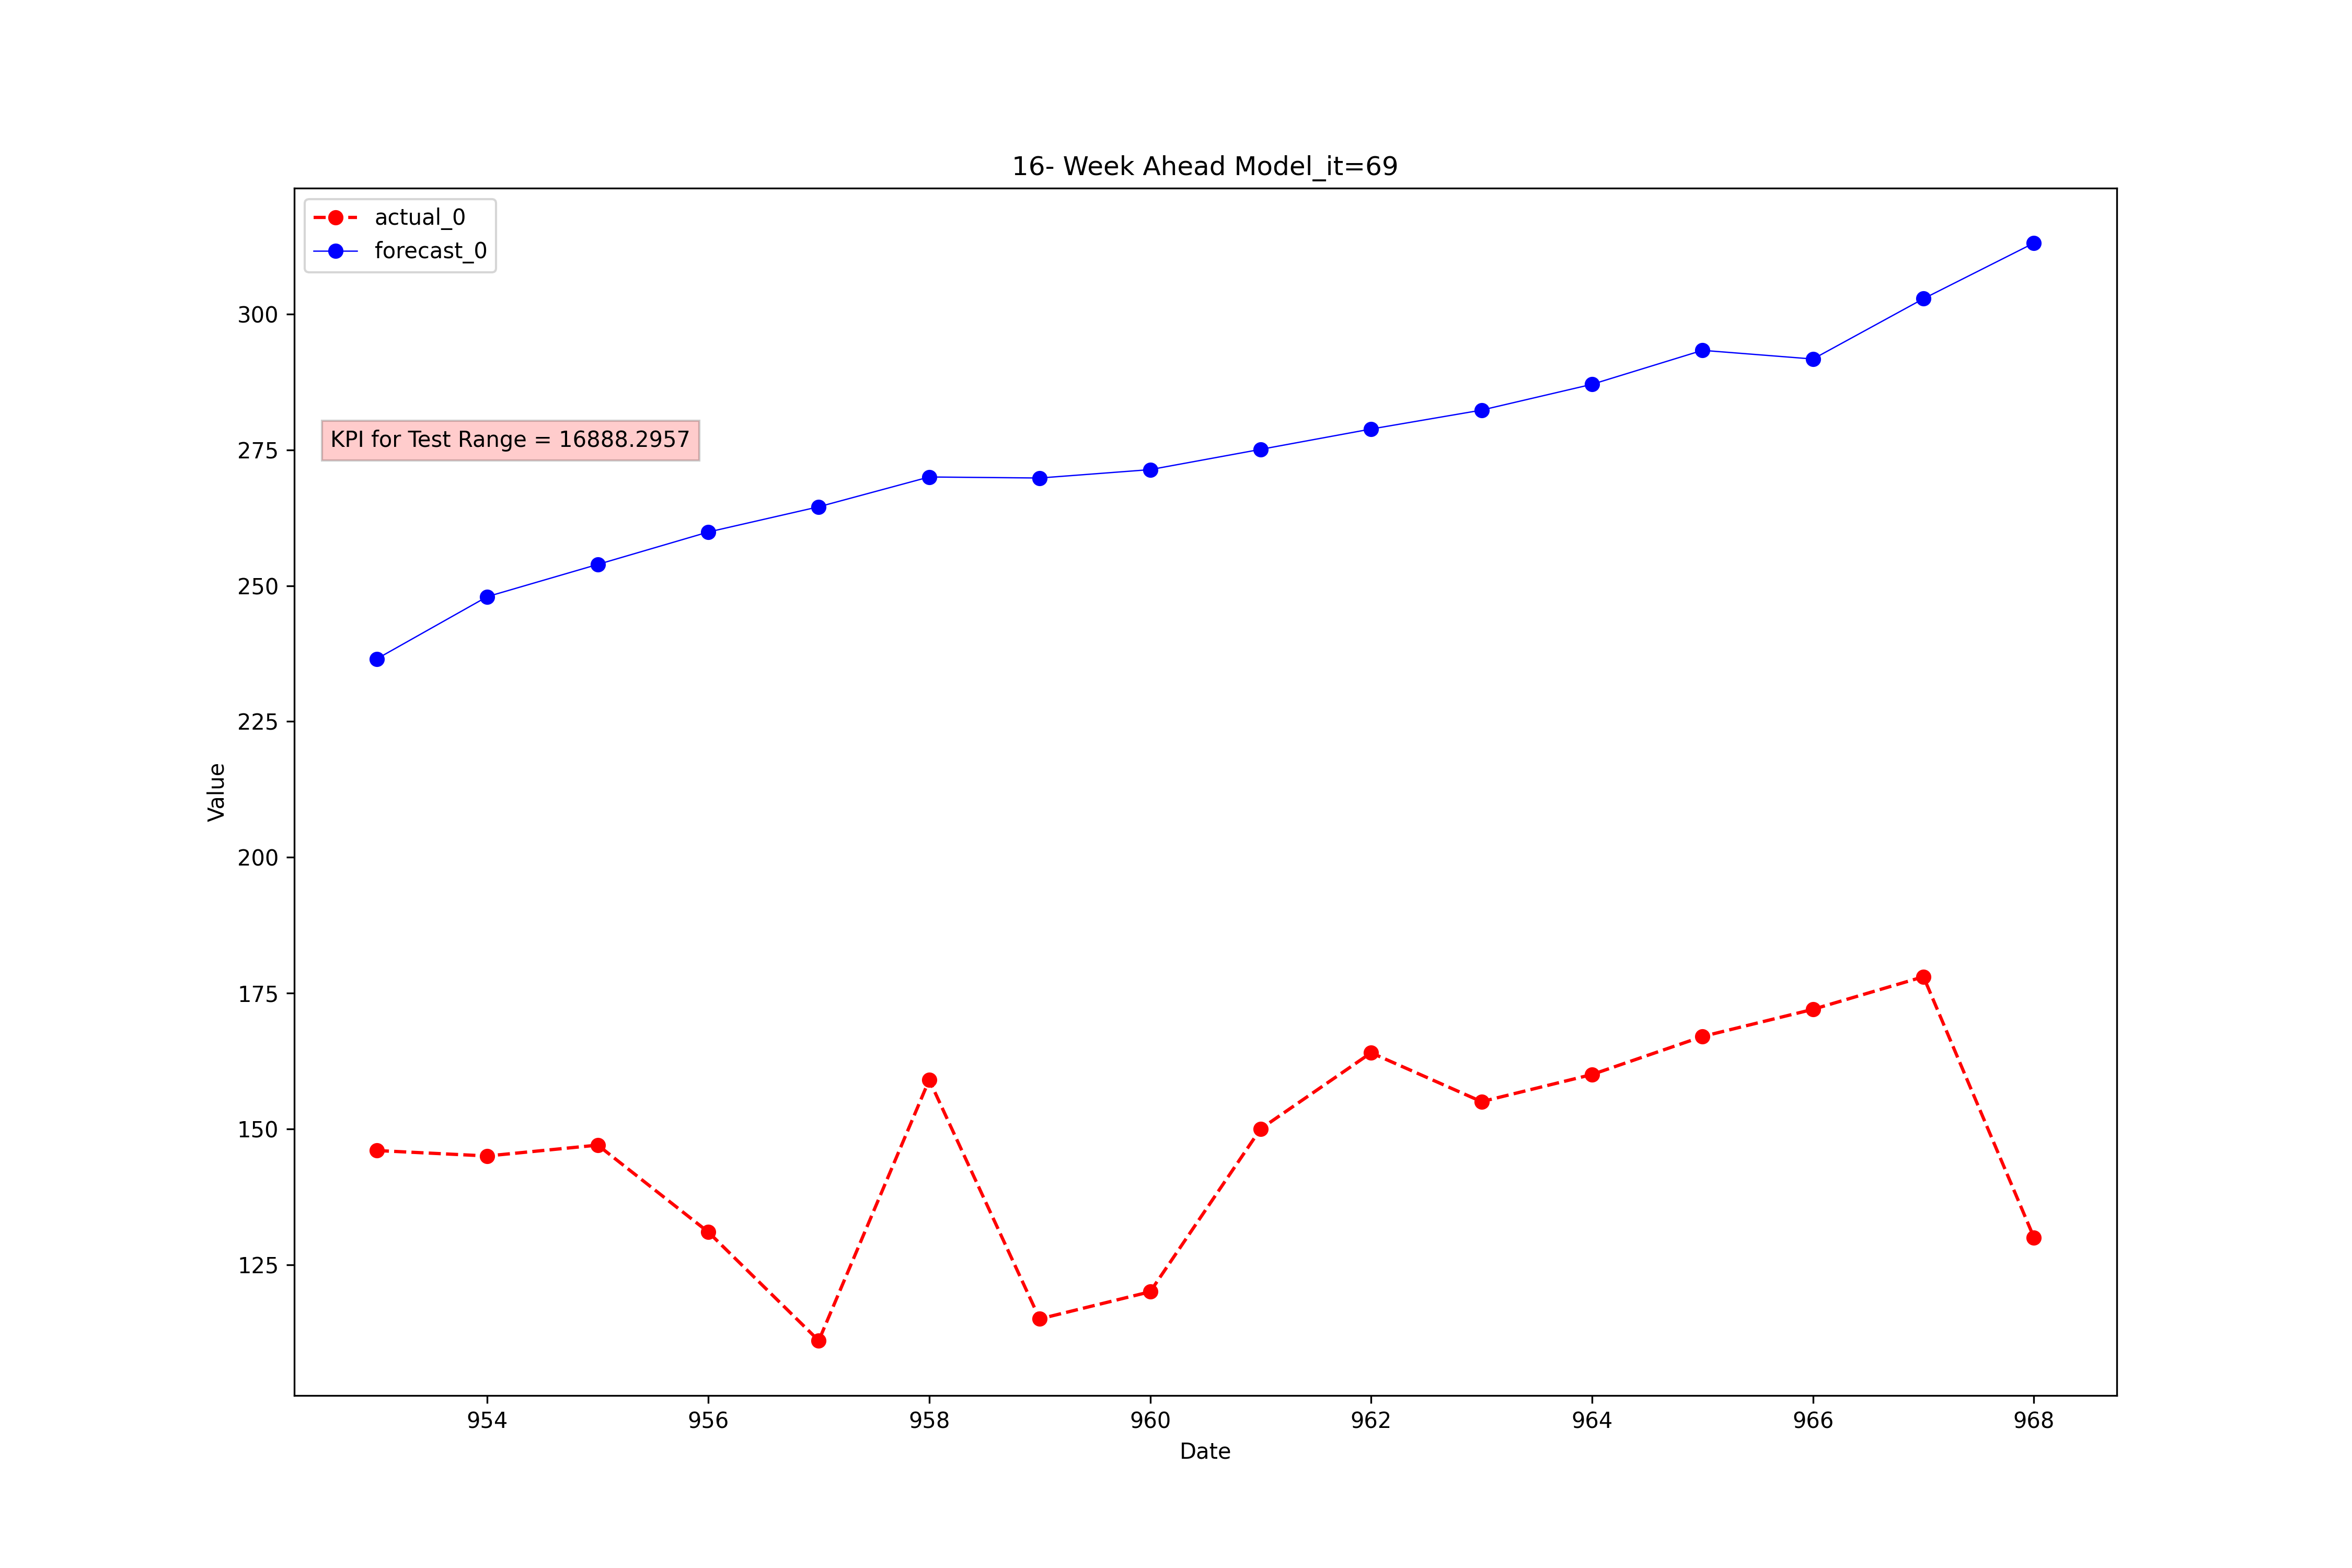 16- Week Ahead Model_it=69
actual_0
forecast_0
KPI for Test Range = 16888.2957
300
275
250
225
200
175
150
125
Value
954 956 958 960 962 964 966 968
Date